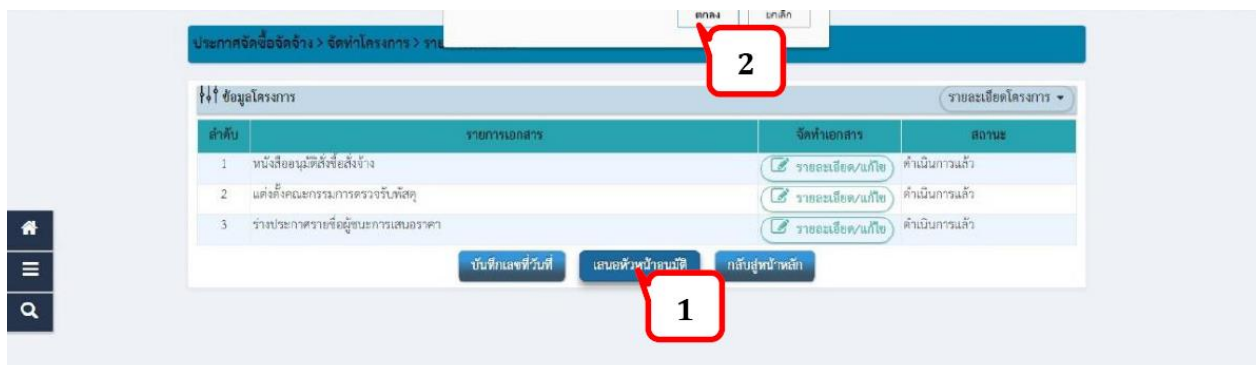 ตกลง ยกเลิก
ประกาศจัดซื้อจัดจ้าง > จัดทำโครงการ >
2
ข้อมูลโครงการ รายละเอียดโครงการ
ลำดับ รายการเอกสาร จัดทำเอกสาร สถานะ
1 หนังสืออนุมัติสั่งซื้อสั่งจ้าง รายละเอียด/แก้ไข ดำเนินการแล้ว
2 แต่งตั้งคณะกรรมการตรวจรับพัสดุ รายละเอียด/แก้ไข ดำเนินการแล้ว
3 ร่างประกาศรายชื่อผู้ชนะการเสนอราคา รายละเอียด/แก้ไข ดำเนินการแล้ว
บันทึกเลขที่วันที่ เสนอหัวหน้าอนุมัติ กลับสู่หน้าหลัก
1